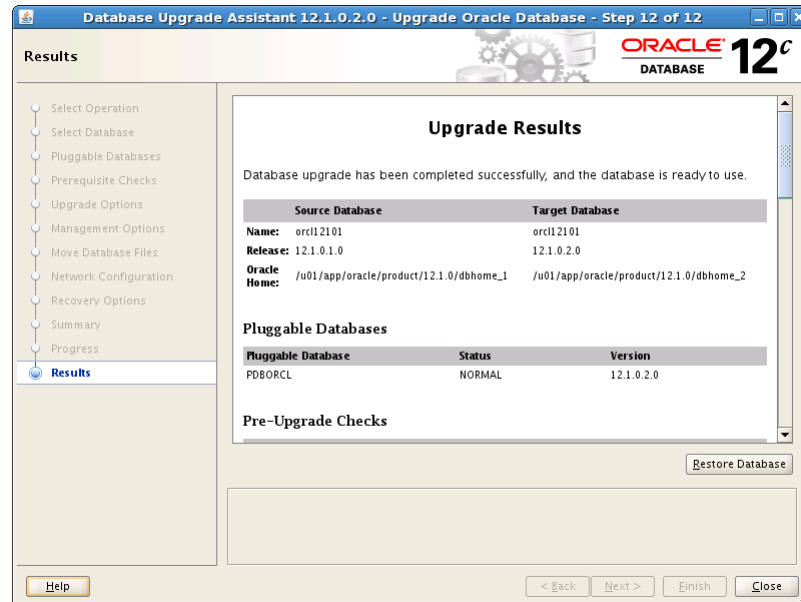 Database Upgrade Assistant 12.1.0.2.0 - Upgrade Oracle Database - Step 12 of 12
Results
ORACLE
DATABASE
12c
Select Operation
Select Database
Pluggable Databases
Prerequisite Checks
Upgrade Options
Management Options
Move Database Files
Network Configuration
Recovery Options
Summary
Progress
Results
Upgrade Results
Database upgrade has been completed successfully, and the database is ready to use.
Source Database Target Database
Name: orcl12101 orcl12101
Release: 12.1.0.1.0 12.1.0.2.0
Oracle Home: /u01/app/oracle/product/12.1.0/dbhome_1 /u01/app/oracle/product/12.1.0/dbhome_2
Pluggable Databases
Pluggable Database Status Version
PDBORCL NORMAL 12.1.0.2.0
Pre-Upgrade Checks
Restore Database
Help
< Back
Next >
Finish
Close